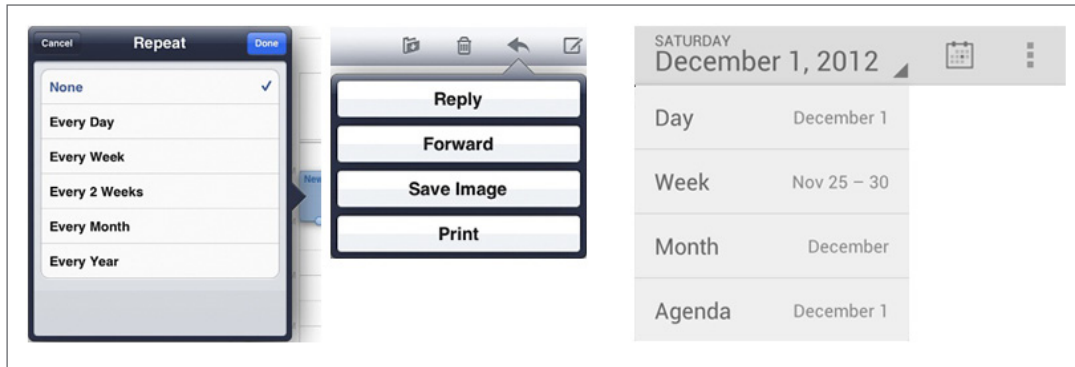 Cancel Repeat Done
None
Every Day
Every Week
Every 2 Weeks
Every Month
Every Year
New
Reply
Forward
Save Image
Print
SATURDAY
December 1, 2012
Day December 1
Week Nov 25 – 30
Month December
Agenda December 1